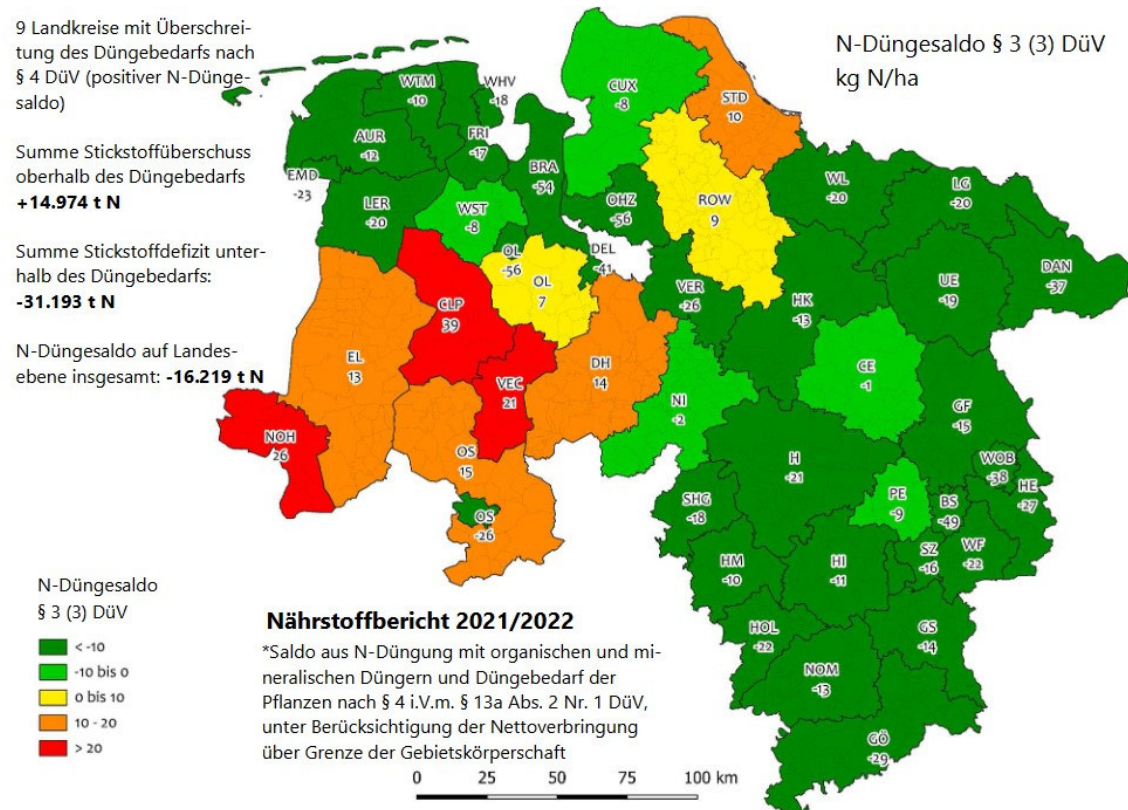 9 Landkreise mit Überschrei-
tung des Düngebedarfs nach
§ 4 DüV (positiver N-Dünge-
saldo)
Summe Stickstoffüberschuss
oberhalb des Düngebedarfs
+14.974 t N
Summe Stickstoffdefizit unter-
halb des Düngebedarfs:
-31.193 t N
N-Düngesaldo auf Landes-
ebene insgesamt: -16.219 t N
N-Düngesaldo § 3 (3) DüV
kg N/ha
WTM
-10
WHV
-18
CUX
-8
STD
10
AUR
-12
FRI
-17
BRA
-54
EMD
-23
LER
-20
WST
-8
OHZ
-56
ROW
9
WL
-20
LG
-20
OL
-56
DEL
-41
OL
7
VER
-26
HK
-13
UE
-19
DAN
-37
CLP
39
EL
13
VEC
21
DH
14
NI
-2
CE
-1
GF
-15
NOH
26
OS
15
OS
-26
H
-21
WOB
-38
HE
-27
SHG
-18
PE
-9
BS
-49
SZ
-16
WF
-22
HM
-10
HI
-11
HOL
-22
GS
-14
NOM
-13
GÖ
-29
N-Düngesaldo
§ 3 (3) DüV
< -10
-10 bis 0
0 bis 10
10 - 20
> 20
Nährstoffbericht 2021/2022
*Saldo aus N-Düngung mit organischen und mi-
neralischen Düngern und Düngebedarf der
Pflanzen nach § 4 i.V.m. § 13a Abs. 2 Nr. 1 DüV,
unter Berücksichtigung der Nettoverbringung
über Grenze der Gebietskörperschaft
0 25 50 75 100 km